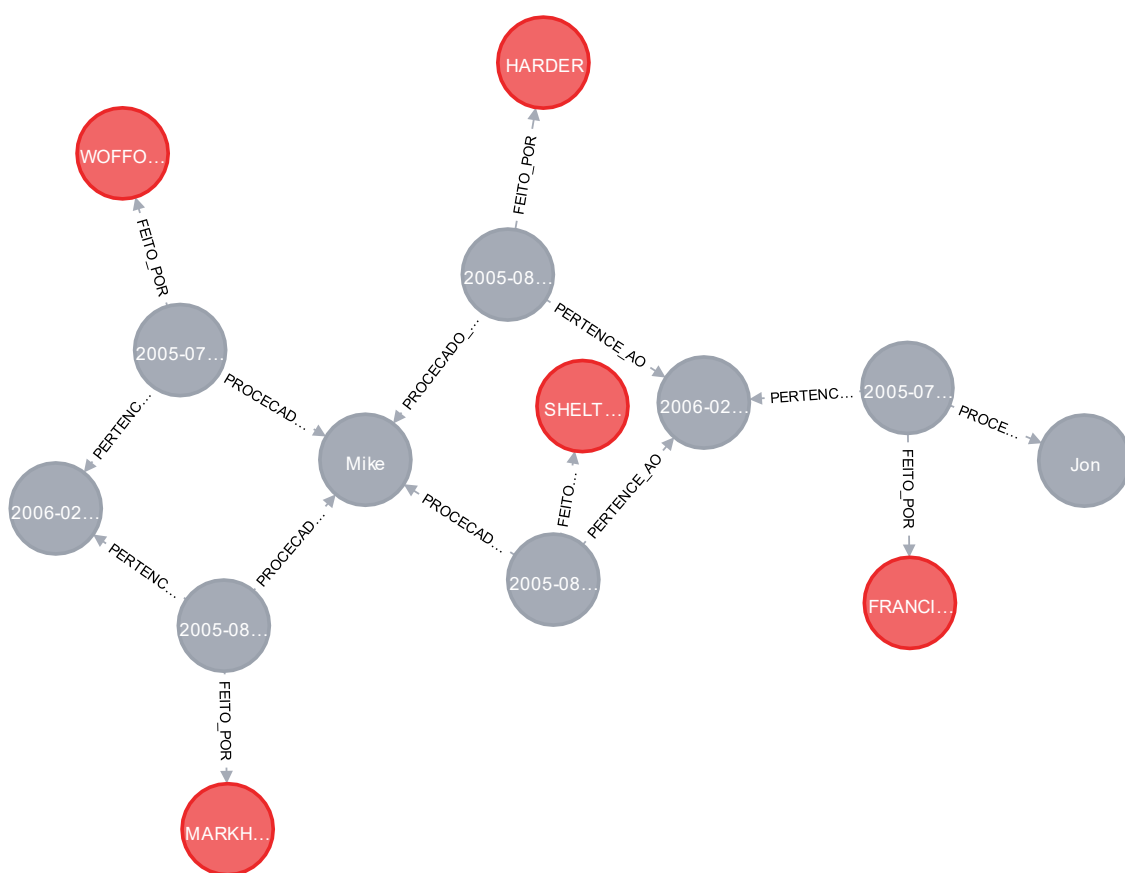 HARDER
WOFFO...
FEITO_POR
FEITO_POR
2005-08...
2005-07...
PERTENCE_AO
PROCECADO_...
PROCECAD...
PERTENC...
SHELT...
2006-02...
PERTENC...
2005-07...
PROCE...
Mike
Jon
2006-02...
PROCECAD...
FEITO...
PERTENCE_AO
FEITO_POR
PERTENC...
PROCECAD...
2005-08...
2005-08...
FRANCI...
FEITO_POR
MARKH...